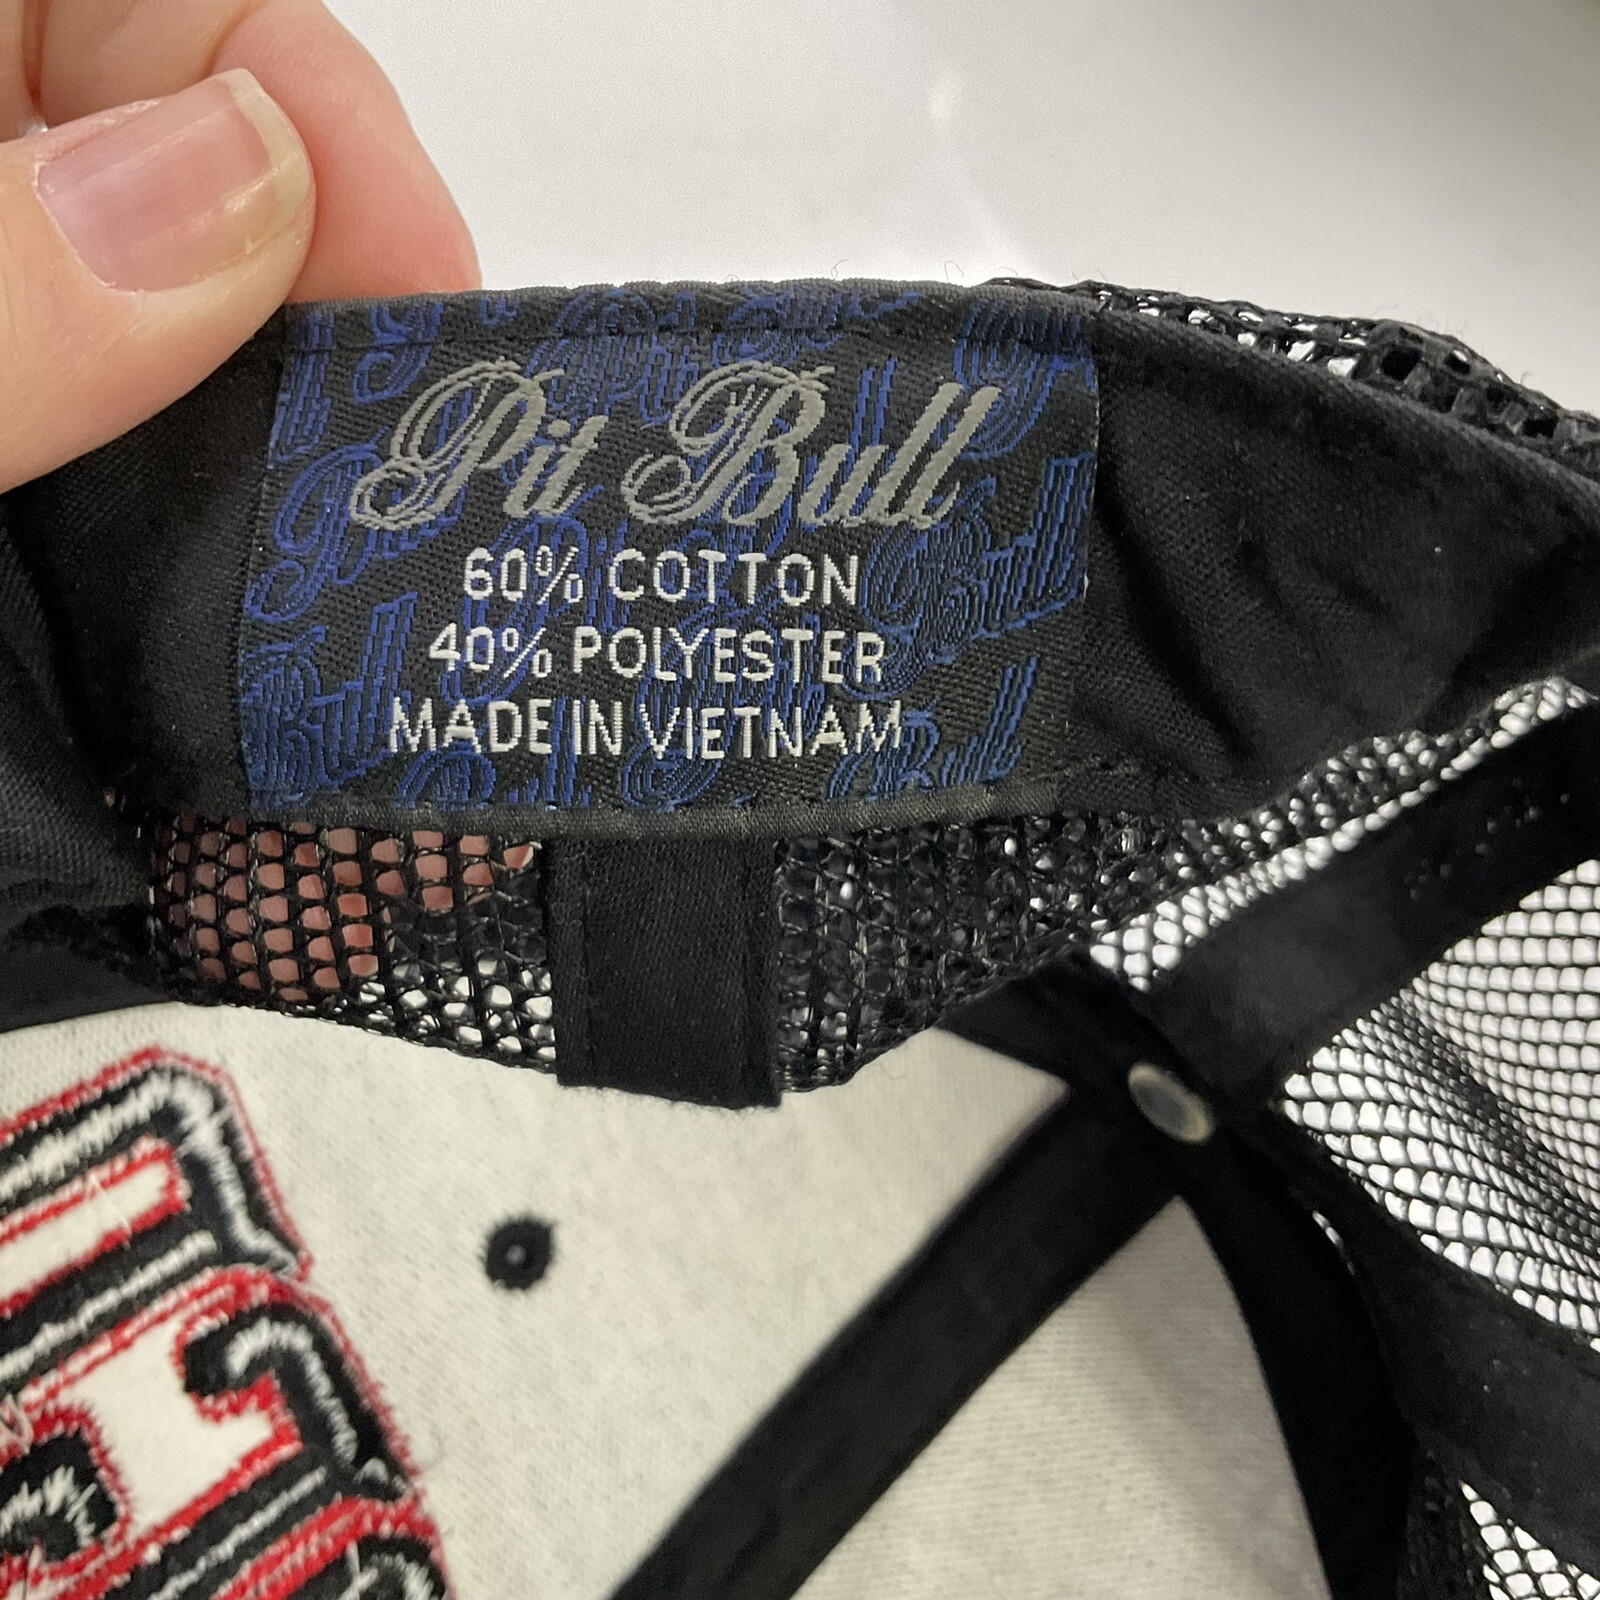 Pit Bull
60% COTTON
40% POLYESTER
MADE IN VIETNAM